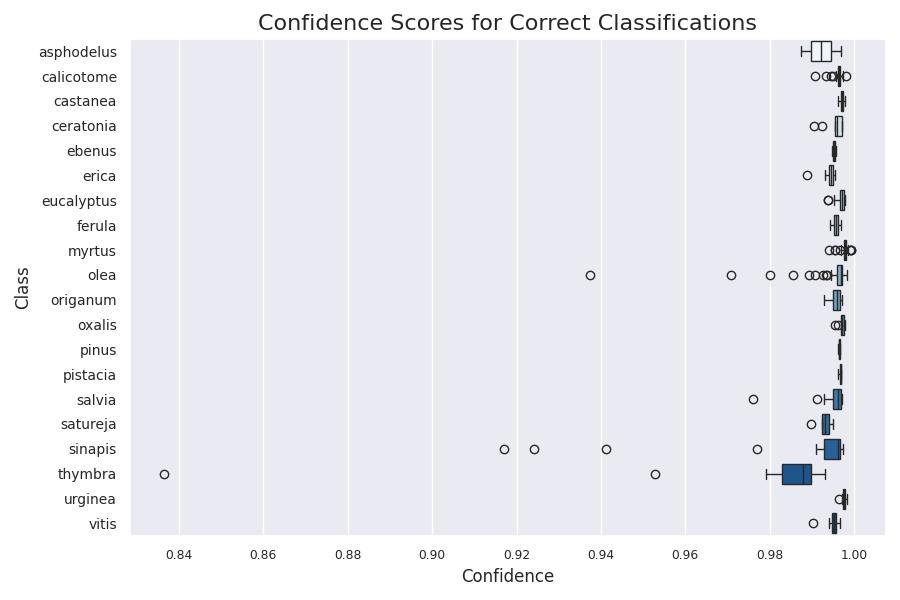 Confidence Scores for Correct Classifications
asphodelus
calicotome
castanea
ceratonia
ebenus
erica
eucalyptus
ferula
myrtus
olea
origanum
oxalis
pinus
pistacia
salvia
satureja
sinapis
thymbra
urginea
vitis
Class
0.84 0.86 0.88 0.90 0.92 0.94 0.96 0.98 1.00
Confidence